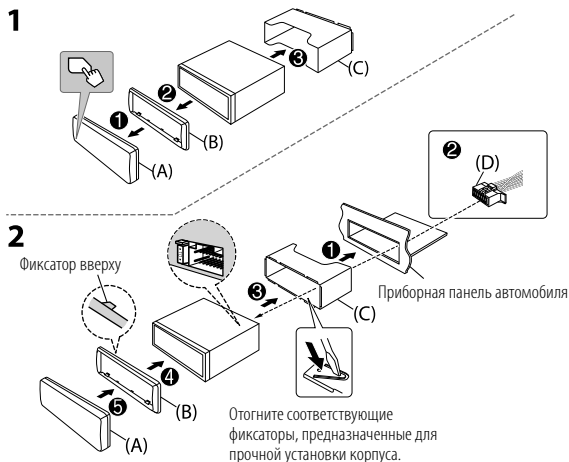 1
❸
(C)
❷
(B)
❶
(A)
❷
(D)
2
Фиксатор вверху
❶
Приборная панель автомобиля
❸
(C)
❹
(B)
❺
(A)
Отогните соответствующие
фиксаторы, предназначенные для
прочной установки корпуса.